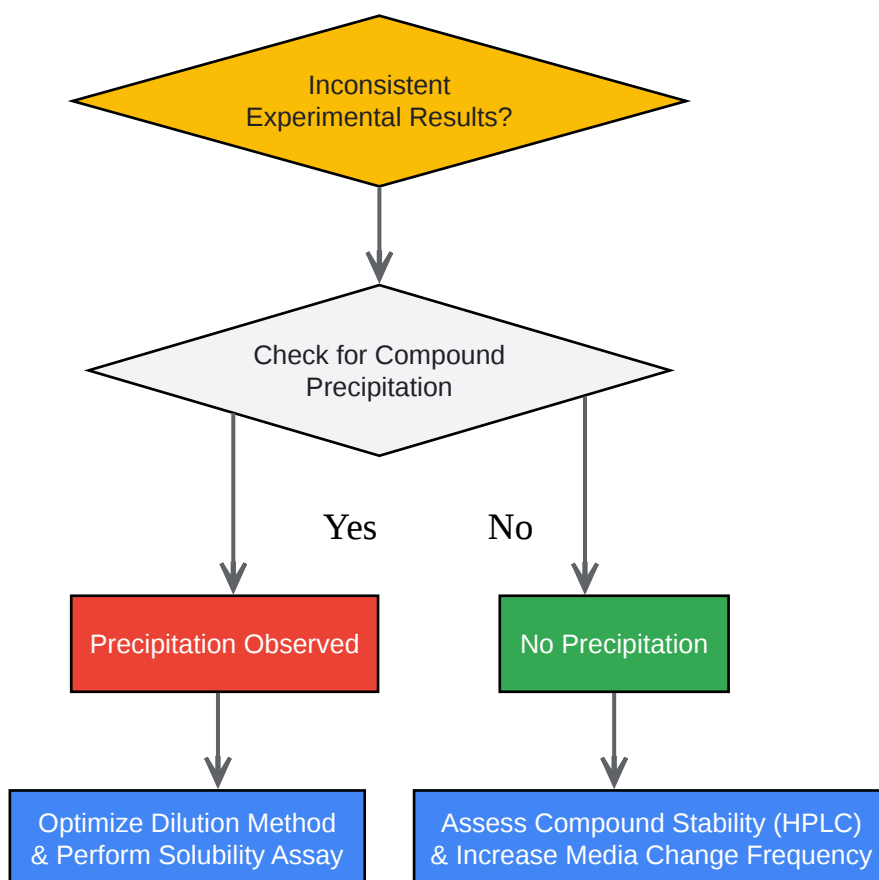 Inconsistent
Experimental Results?
Check for Compound
Precipitation
Yes
No
Precipitation Observed
No Precipitation
Optimize Dilution Method
& Perform Solubility Assay
Assess Compound Stability (HPLC)
& Increase Media Change Frequency